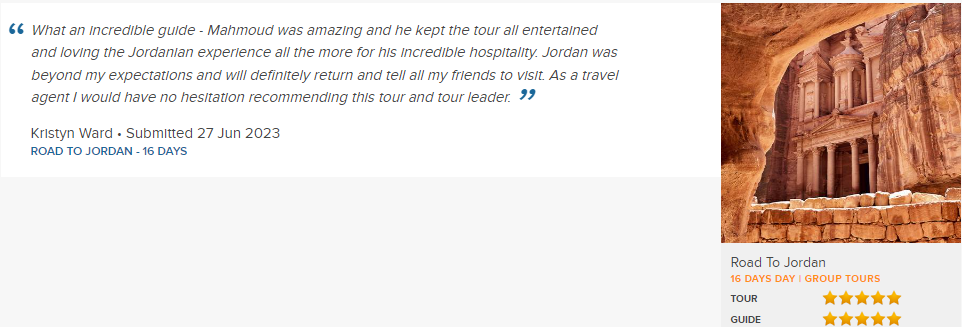 “ What an incredible guide - Mahmoud was amazing and he kept the tour all entertained
and loving the Jordanian experience all the more for his incredible hospitality. Jordan was
beyond my expectations and will definitely return and tell all my friends to visit. As a travel
agent I would have no hesitation recommending this tour and tour leader. ”
Kristyn Ward • Submitted 27 Jun 2023
ROAD TO JORDAN - 16 DAYS
Road To Jordan
16 DAYS DAY | GROUP TOURS
TOUR
GUIDE